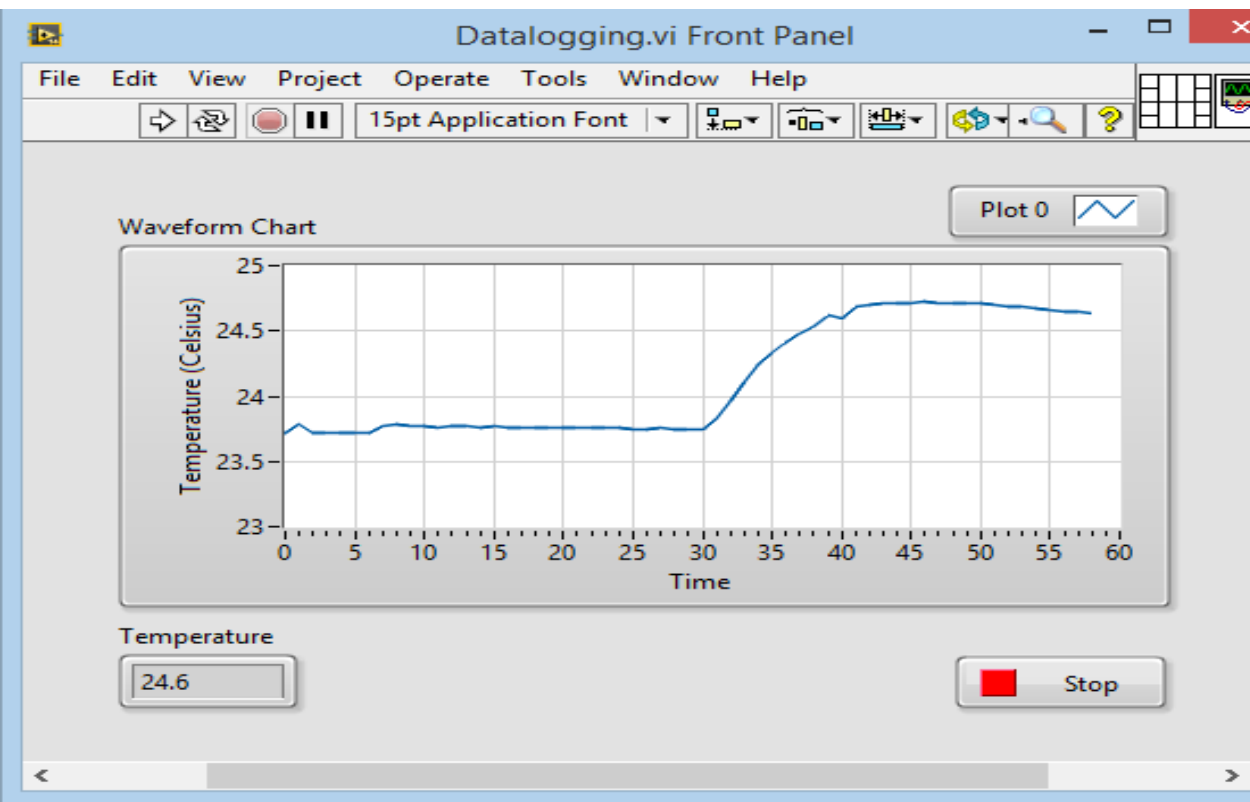 Datalogging.vi Front Panel
File Edit View Project Operate Tools Window Help
15pt Application Font
Plot 0
Waveform Chart
25
24.5
24
23.5
23
Temperature (Celsius)
0 5 10 15 20 25 30 35 40 45 50 55 60
Time
Temperature
24.6
Stop